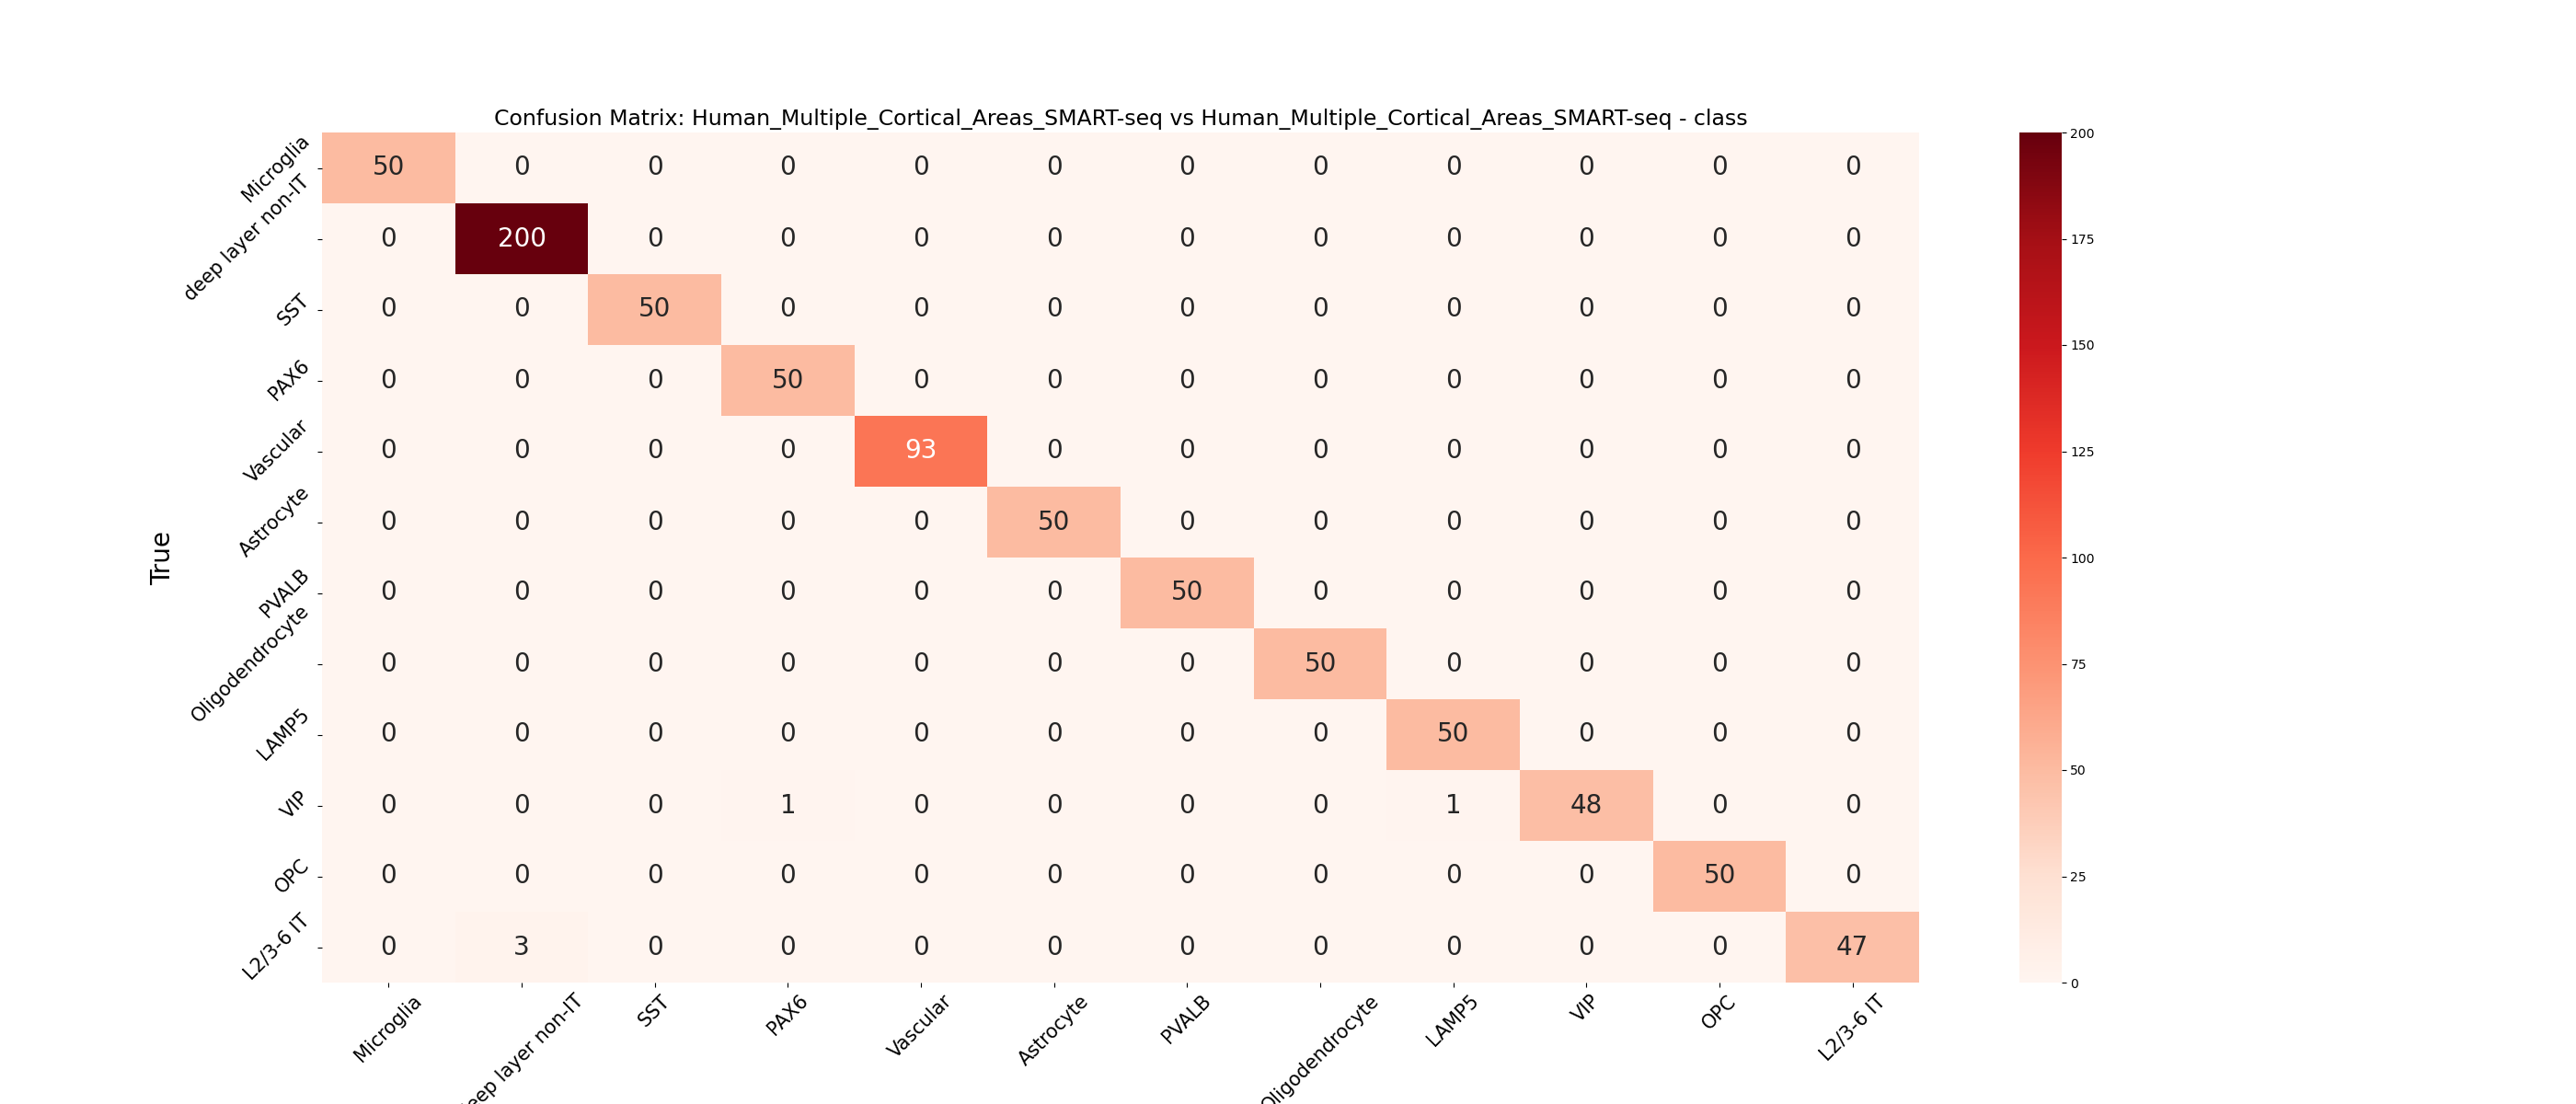 Confusion Matrix: Human_Multiple_Cortical_Areas_SMART-seq vs Human_Multiple_Cortical_Areas_SMART-seq - class
True
Microglia 50 0 0 0 0 0 0 0 0 0 0 0
deep layer non-IT 0 200 0 0 0 0 0 0 0 0 0 0
SST 0 0 50 0 0 0 0 0 0 0 0 0
PAX6 0 0 0 50 0 0 0 0 0 0 0 0
Vascular 0 0 0 0 93 0 0 0 0 0 0 0
Astrocyte 0 0 0 0 0 50 0 0 0 0 0 0
PVALB 0 0 0 0 0 0 50 0 0 0 0 0
Oligodendrocyte 0 0 0 0 0 0 0 50 0 0 0 0
LAMP5 0 0 0 0 0 0 0 0 50 0 0 0
VIP 0 0 0 1 0 0 0 0 1 48 0 0
OPC 0 0 0 0 0 0 0 0 0 0 50 0
L2/3-6 IT 0 3 0 0 0 0 0 0 0 0 0 47
Microglia
eep layer non-IT
SST
PAX6
Vascular
Astrocyte
PVALB
Oligodendrocyte
LAMP5
VIP
OPC
L2/3-6 IT
200
175
150
125
100
75
50
25
0